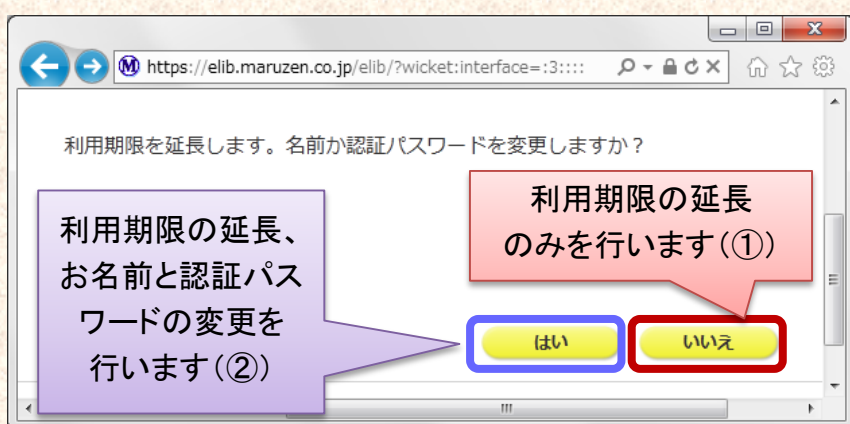 https://elib.maruzen.co.jp/elib/?wicket:interface=:3::::
利用期限を延長します。名前か認証パスワードを変更しますか？
利用期限の延長
のみを行います（①）
利用期限の延長、
お名前と認証パス
ワードの変更を
行います（②）
はい
いいえ